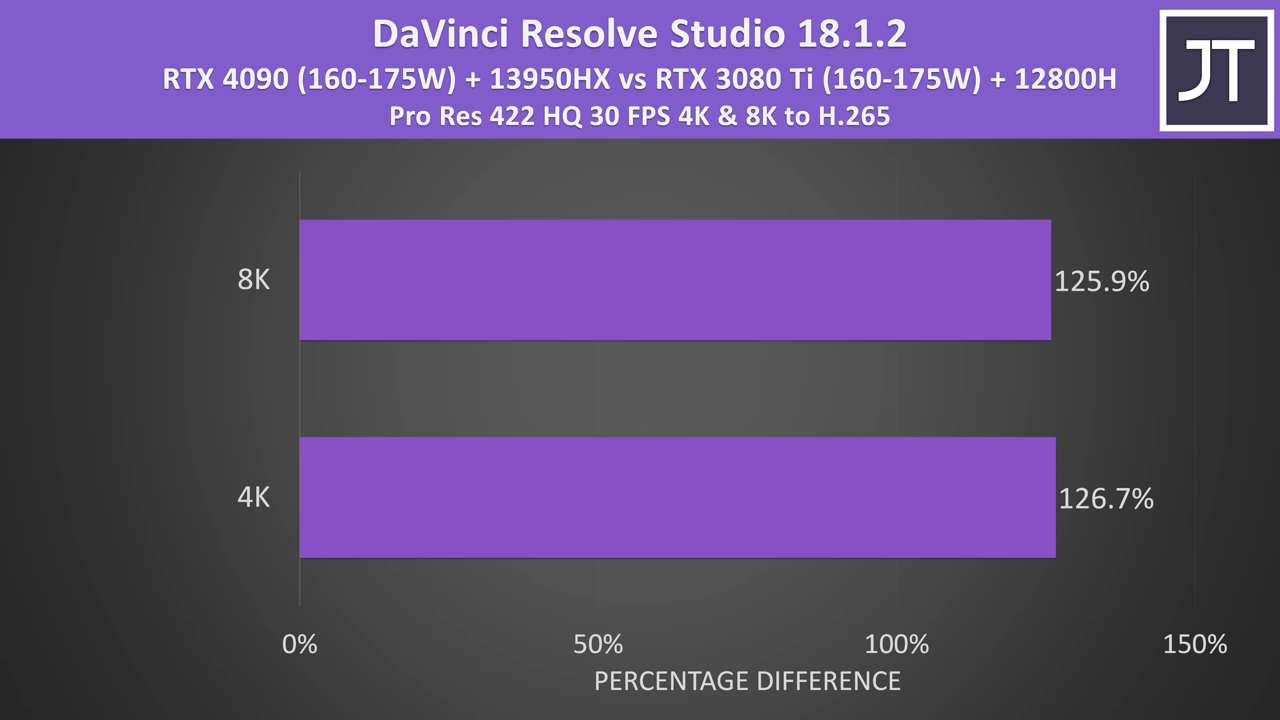 DaVinci Resolve Studio 18.1.2
RTX 4090 (160-175W) + 13950HX vs RTX 3080 Ti (160-175W) + 12800H
Pro Res 422 HQ 30 FPS 4K & 8K to H.265
JT
8K
125.9%
4K
126.7%
0%
50%
100%
150%
PERCENTAGE DIFFERENCE